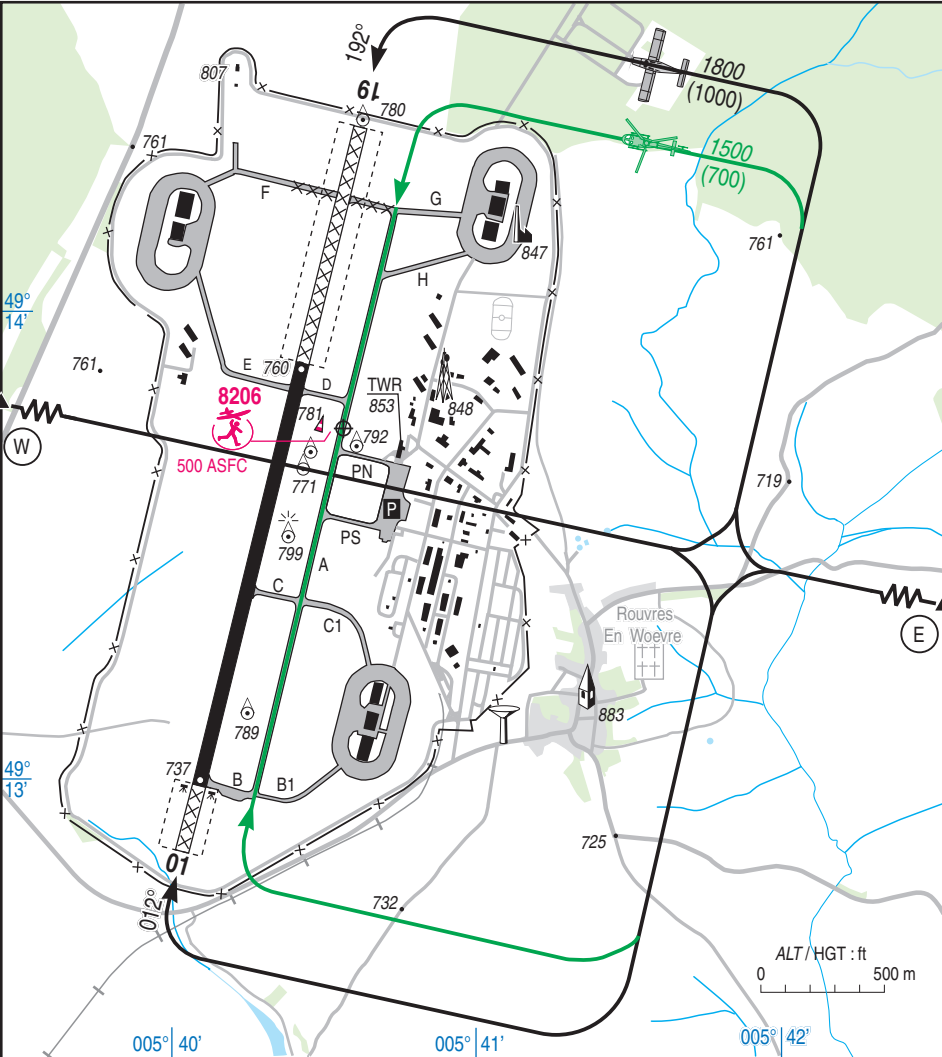 192°
19
807
780
1800
(1000)
1500
(700)
761
F
G
847
761
H
49°
14'
761
E
760
D
TWR
853
848
8206
781
792
W
500 ASFC
771
PN
719
P
799
PS
A
C
C1
Rouvres
En Woevre
E
883
789
49°
13'
737
B
B1
725
01
012°
732
ALT / HGT : ft
0 500 m
005° 40'
005° 41'
005° 42'